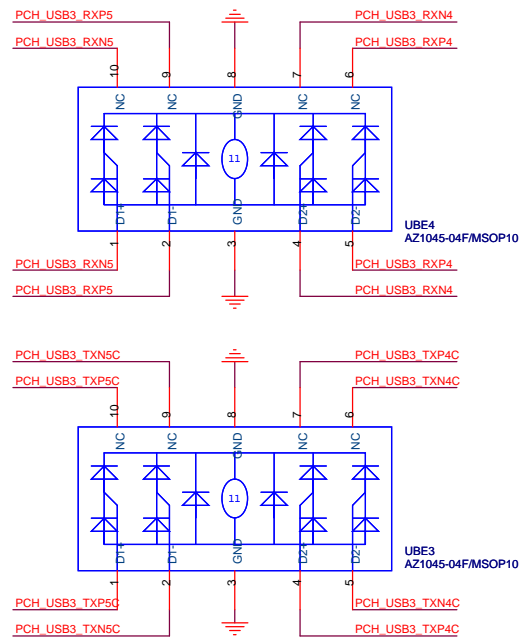 PCH_USB3_RXP5 PCH_USB3_RXN4
PCH_USB3_RXN5 PCH_USB3_RXP4
10 9 8 7 6
NC NC GND NC NC
11
D1+ D1- GND D2+ D2-
1 2 3 4 5
UBE4
AZ1045-04F/MSOP10
PCH_USB3_RXN5 PCH_USB3_RXP4
PCH_USB3_RXP5 PCH_USB3_RXN4
PCH_USB3_TXN5C PCH_USB3_TXP4C
PCH_USB3_TXP5C PCH_USB3_TXN4C
10 9 8 7 6
NC NC GND NC NC
11
D1+ D1- GND D2+ D2-
1 2 3 4 5
UBE3
AZ1045-04F/MSOP10
PCH_USB3_TXP5C PCH_USB3_TXN4C
PCH_USB3_TXN5C PCH_USB3_TXP4C